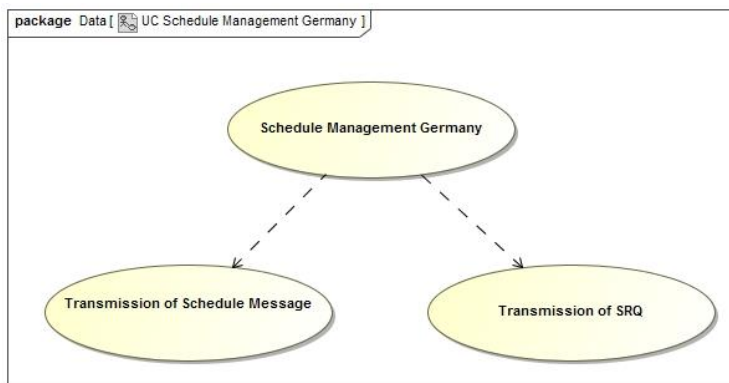 package Data [ UC Schedule Management Germany ]
Schedule Management Germany
Transmission of Schedule Message
Transmission of SRQ